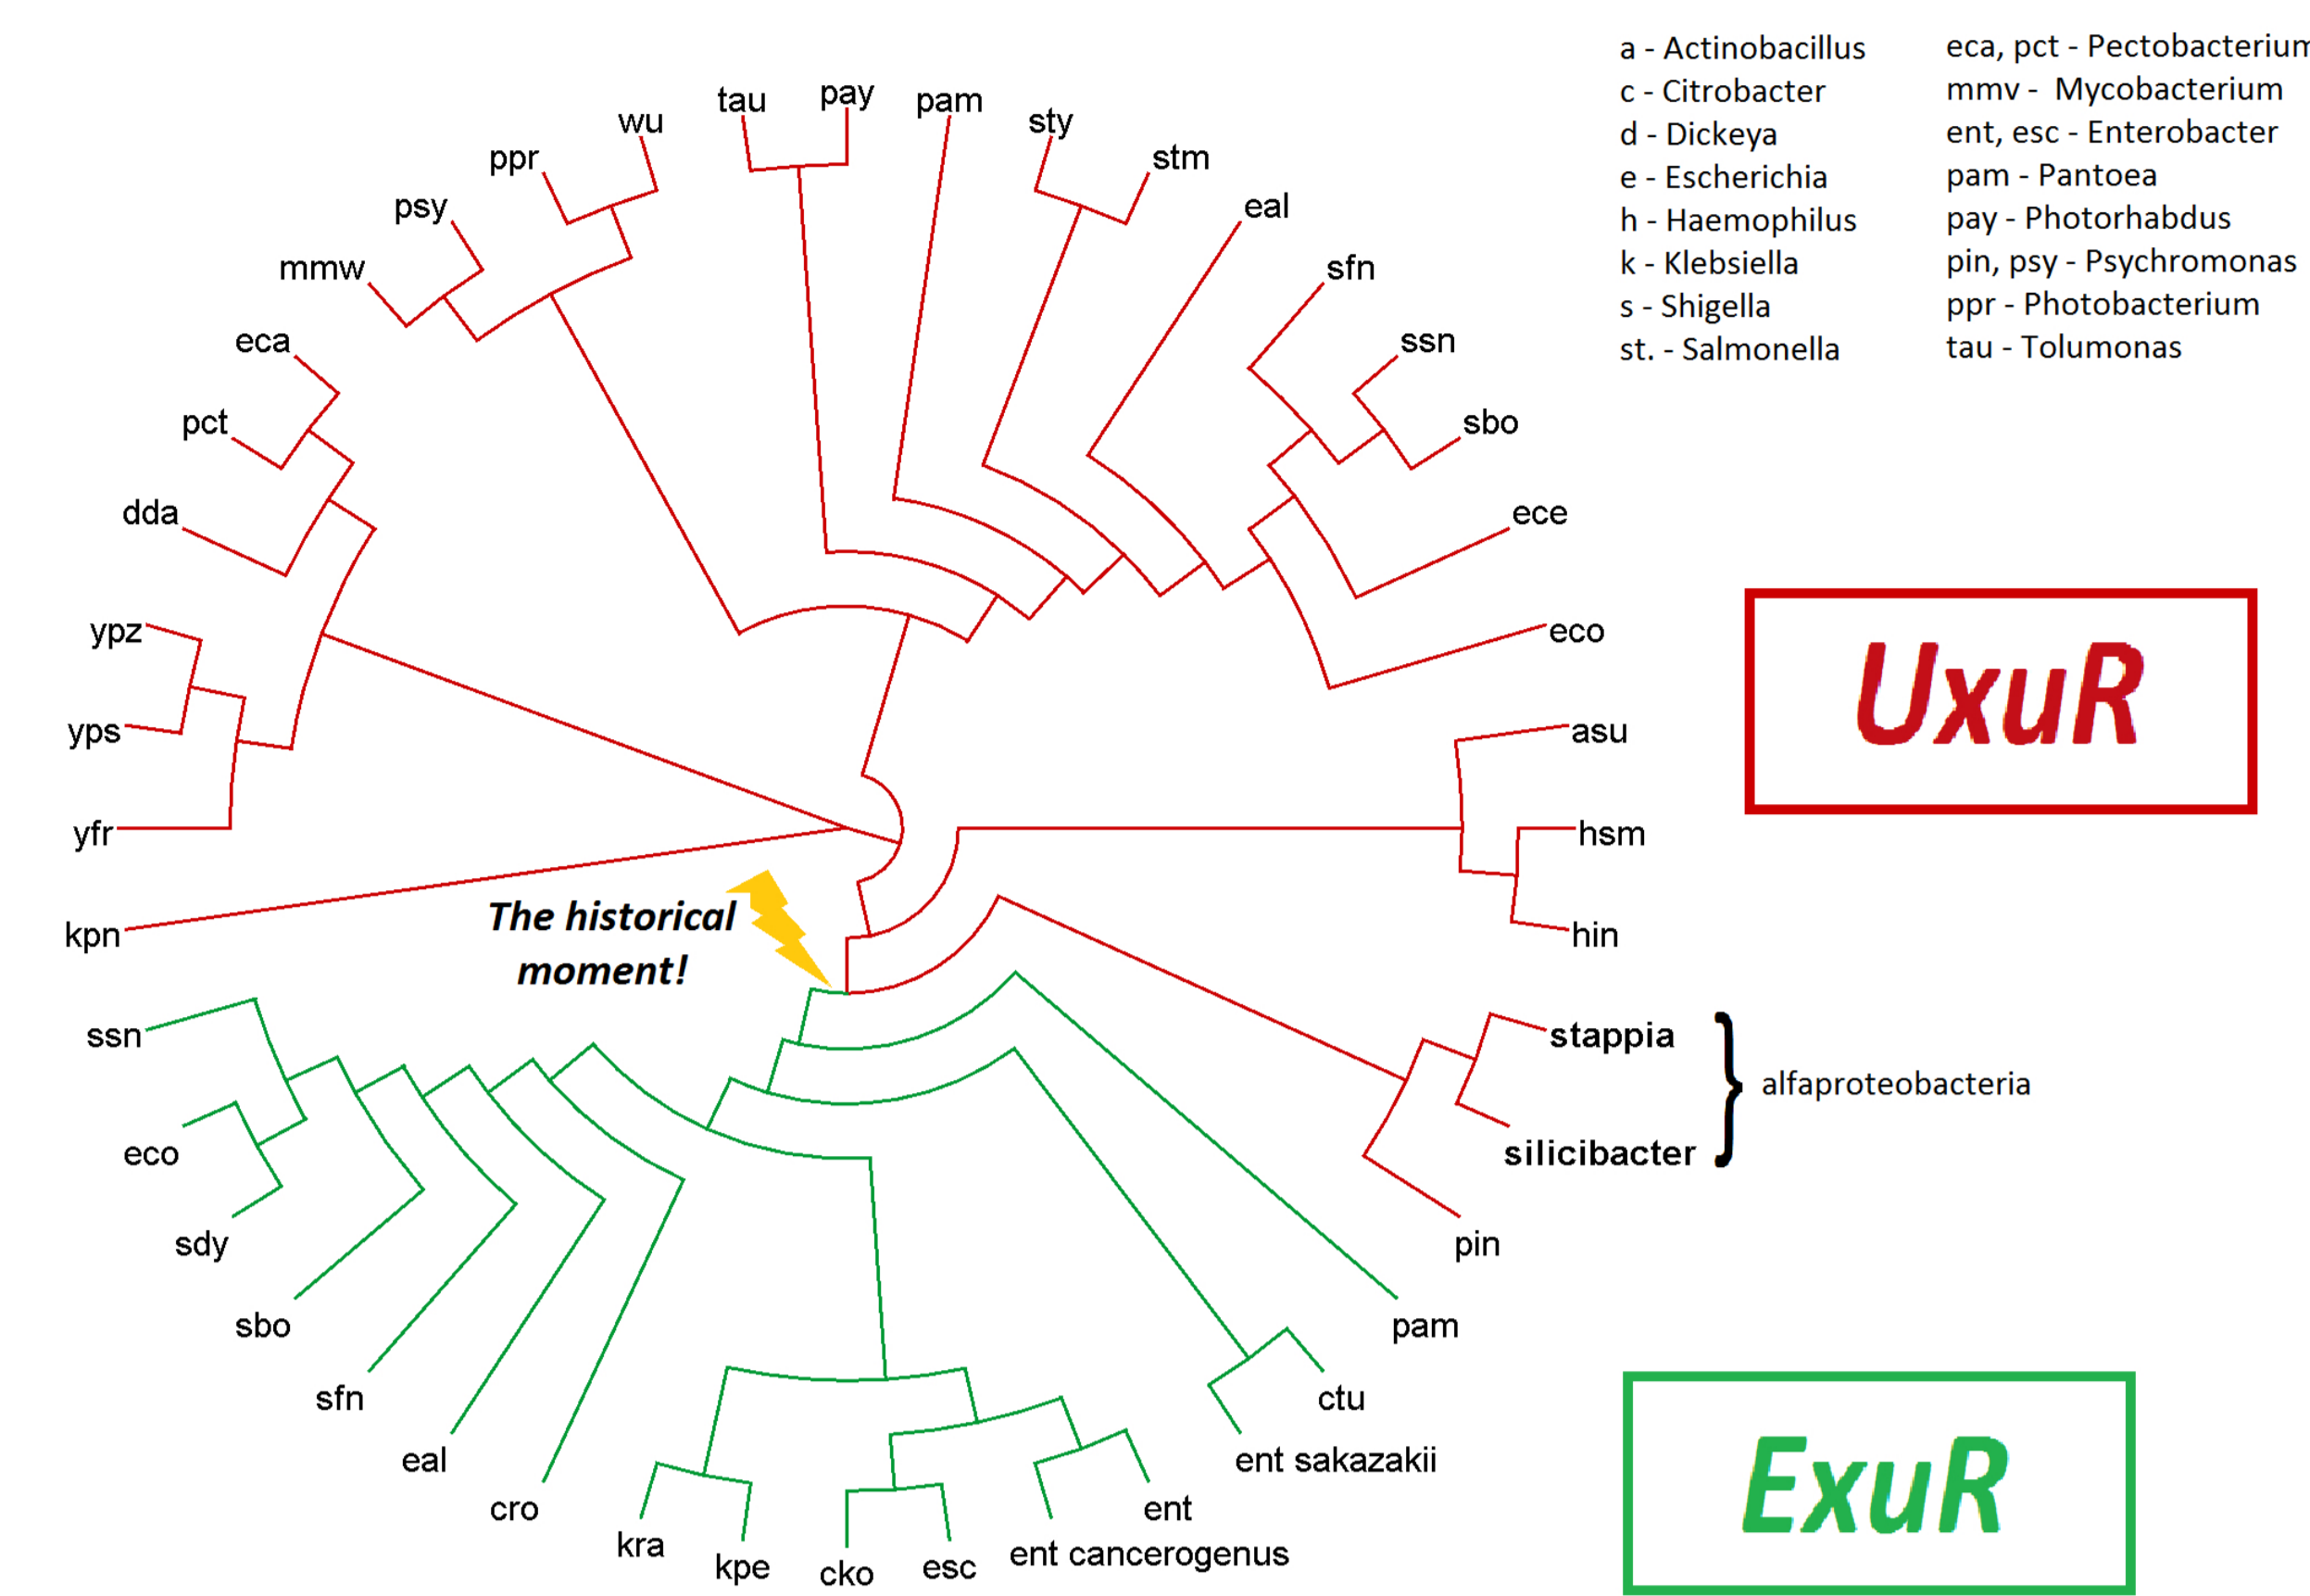 a - Actinobacillus
c - Citrobacter
d - Dickeya
e - Escherichia
h - Haemophilus
k - Klebsiella
s - Shigella
st. - Salmonella
eca, pct - Pectobacterium
mmv - Mycobacterium
ent, esc - Enterobacter
pam - Pantoea
pay - Photorhabdus
pin, psy - Psychromonas
ppr - Photobacterium
tau - Tolumonas
tau
pay
pam
sty
stm
eal
sfn
ssn
sbo
ece
eco
asu
hsm
hin
stappia
silicibacter
alfaproteobacteria
pin
pam
ctu
ent sakazakii
ent
ent cancerogenus
esc
cko
kpe
kra
cro
eal
sfn
sbo
sdy
eco
ssn
kpn
yfr
yps
ypz
dda
pct
eca
mmw
psy
ppr
wu
The historical
moment!
UxuR
ExuR